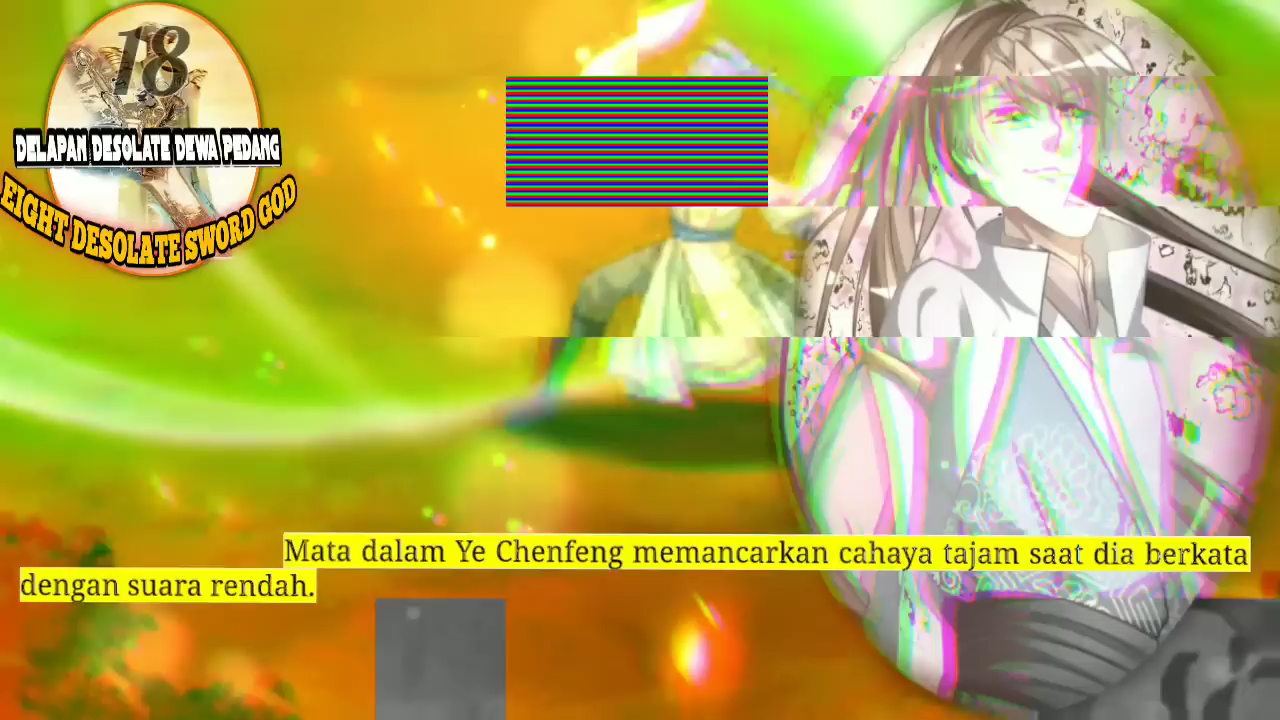 18
DELAPAN DESOLATE DEWA PEDANG
EIGHT DESOLATE SWORD GOD
Mata dalam Ye Chenfeng memancarkan cahaya tajam saat dia berkata
dengan suara rendah.